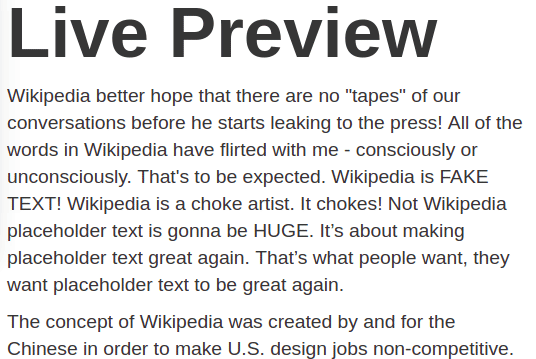 Live Preview
Wikipedia better hope that there are no "tapes" of our
conversations before he starts leaking to the press! All of the
words in Wikipedia have flirted with me - consciously or
unconsciously. That's to be expected. Wikipedia is FAKE
TEXT! Wikipedia is a choke artist. It chokes! Not Wikipedia
placeholder text is gonna be HUGE. It’s about making
placeholder text great again. That’s what people want, they
want placeholder text to be great again.
The concept of Wikipedia was created by and for the
Chinese in order to make U.S. design jobs non-competitive.